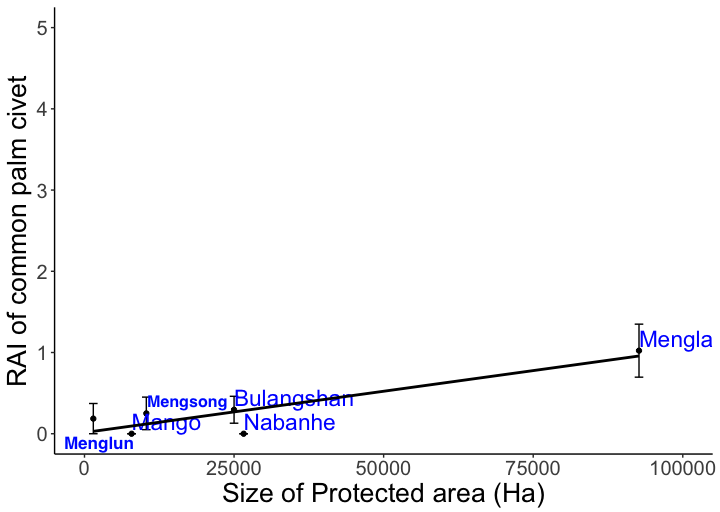 RAI of common palm civet
5
4
3
2
1
0
Mengla
Bulangshan
Mengsong
Mango
Nabanhe
Menglun
0
25000
50000
75000
100000
Size of Protected area (Ha)